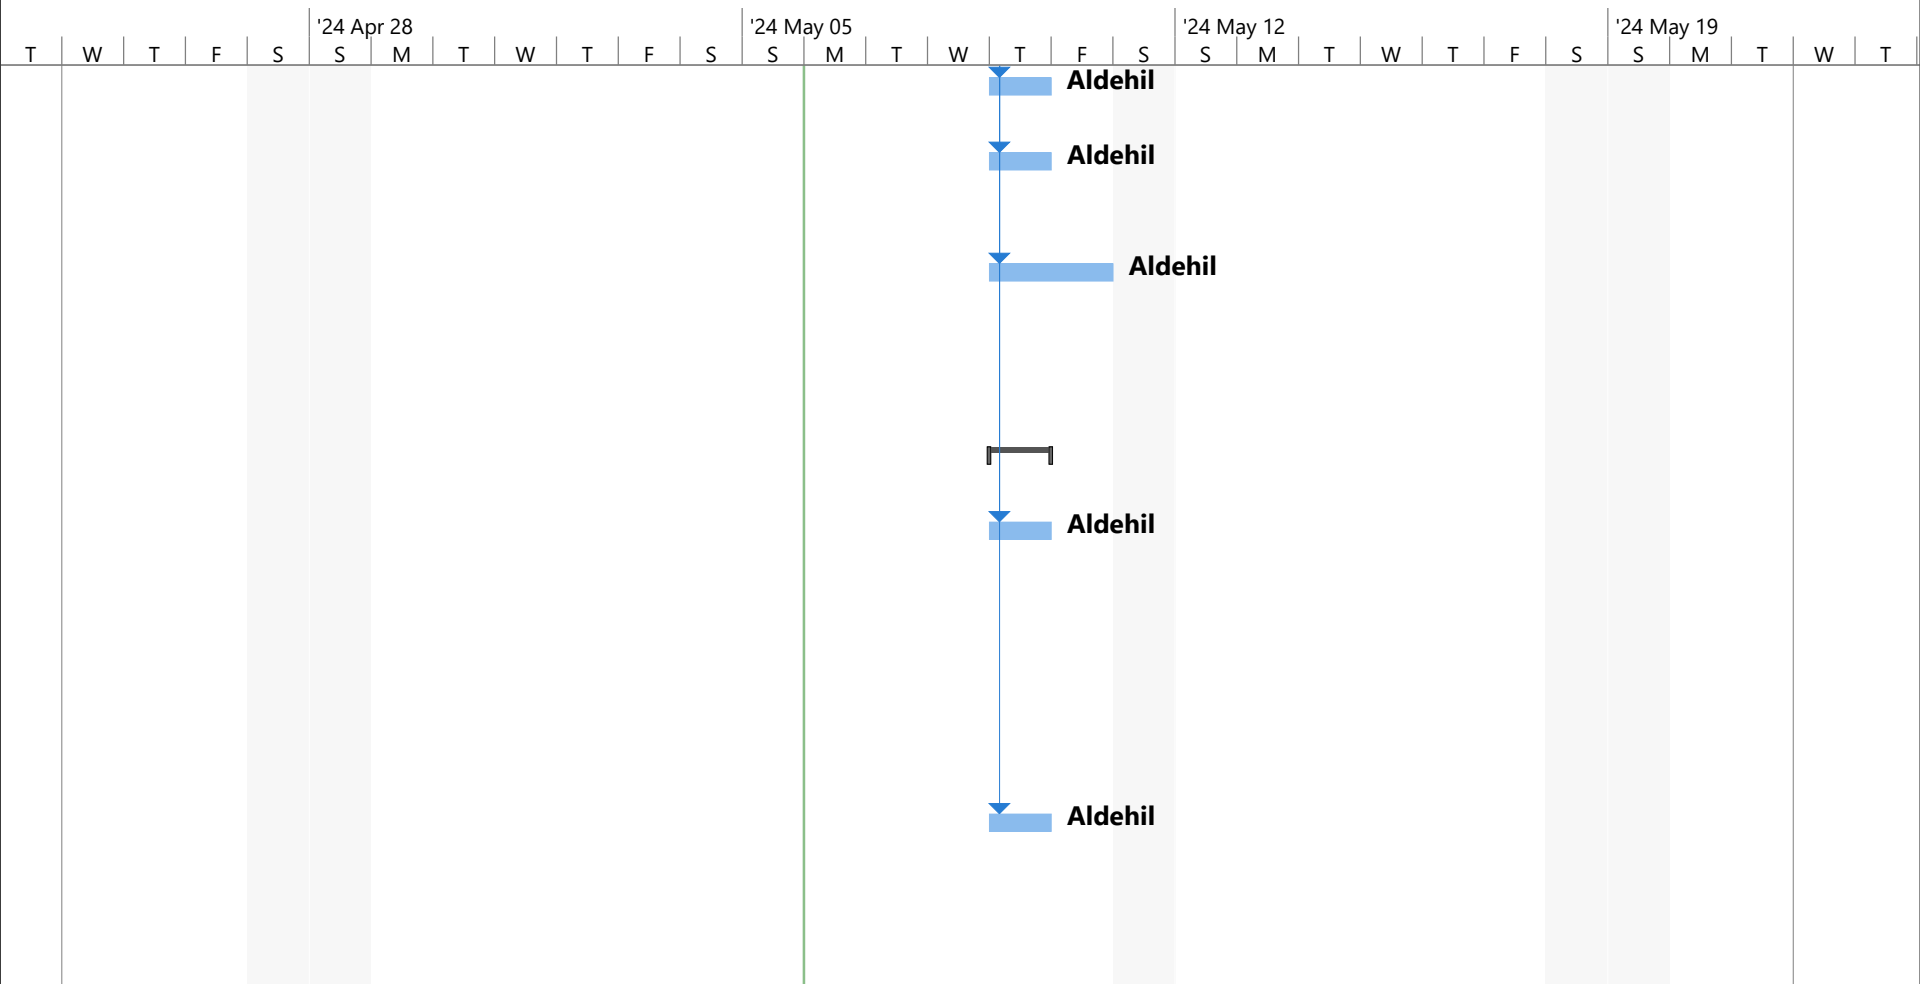 '24 Apr 28 '24 May 05 '24 May 12 '24 May 19
T W T F S S M T W T F S S M T W T F S S M T W T F S S M T W T
Aldehil
Aldehil
Aldehil
Aldehil
Aldehil